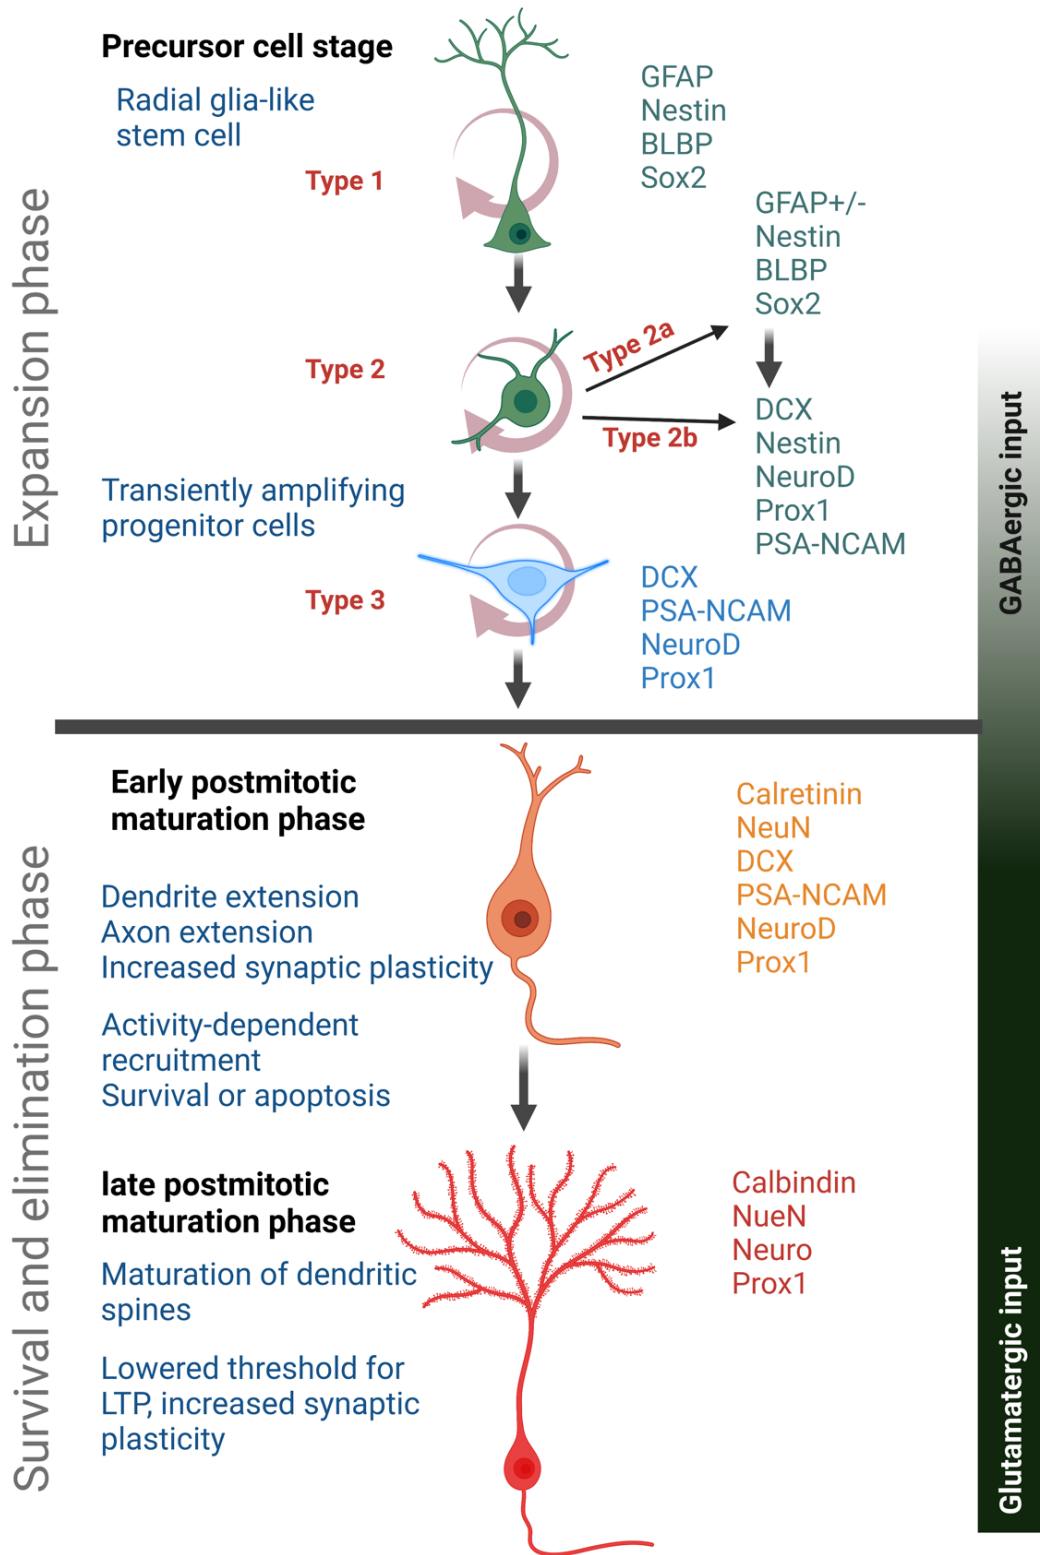 Expansion phase
Precursor cell stage
Radial glia-like
stem cell
Type 1
GFAP
Nestin
BLBP
Sox2
Type 2
Type 2a
Type 2b
GFAP+/-
Nestin
BLBP
Sox2
DCX
Nestin
NeuroD
Prox1
PSA-NCAM
Transiently amplifying
progenitor cells
Type 3
DCX
PSA-NCAM
NeuroD
Prox1
GABAergic input
Survival and elimination phase
Early postmitotic
maturation phase
Dendrite extension
Axon extension
Increased synaptic plasticity
Activity-dependent
recruitment
Survival or apoptosis
Calretinin
NeuN
DCX
PSA-NCAM
NeuroD
Prox1
late postmitotic
maturation phase
Maturation of dendritic
spines
Lowered threshold for
LTP, increased synaptic
plasticity
Calbindin
NueN
Neuro
Prox1
Glutamatergic input